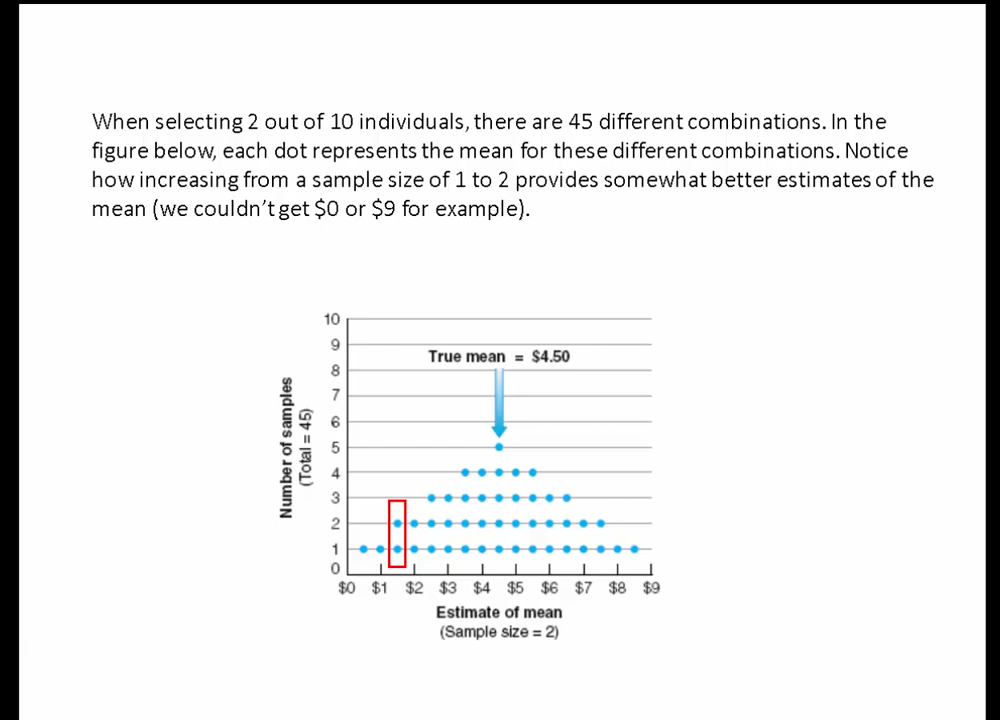 When selecting 2 out of 10 individuals, there are 45 different combinations. In the
figure below, each dot represents the mean for these different combinations. Notice
how increasing from a sample size of 1 to 2 provides somewhat better estimates of the
mean (we couldn't get $0 or $9 for example).
10
9
8
7
6
5
4
3
2
1
0
Number of samples
(Total = 45)
True mean = $4.50
$0 $1 $2 $3 $4 $5 $6 $7 $8 $9
Estimate of mean
(Sample size = 2)